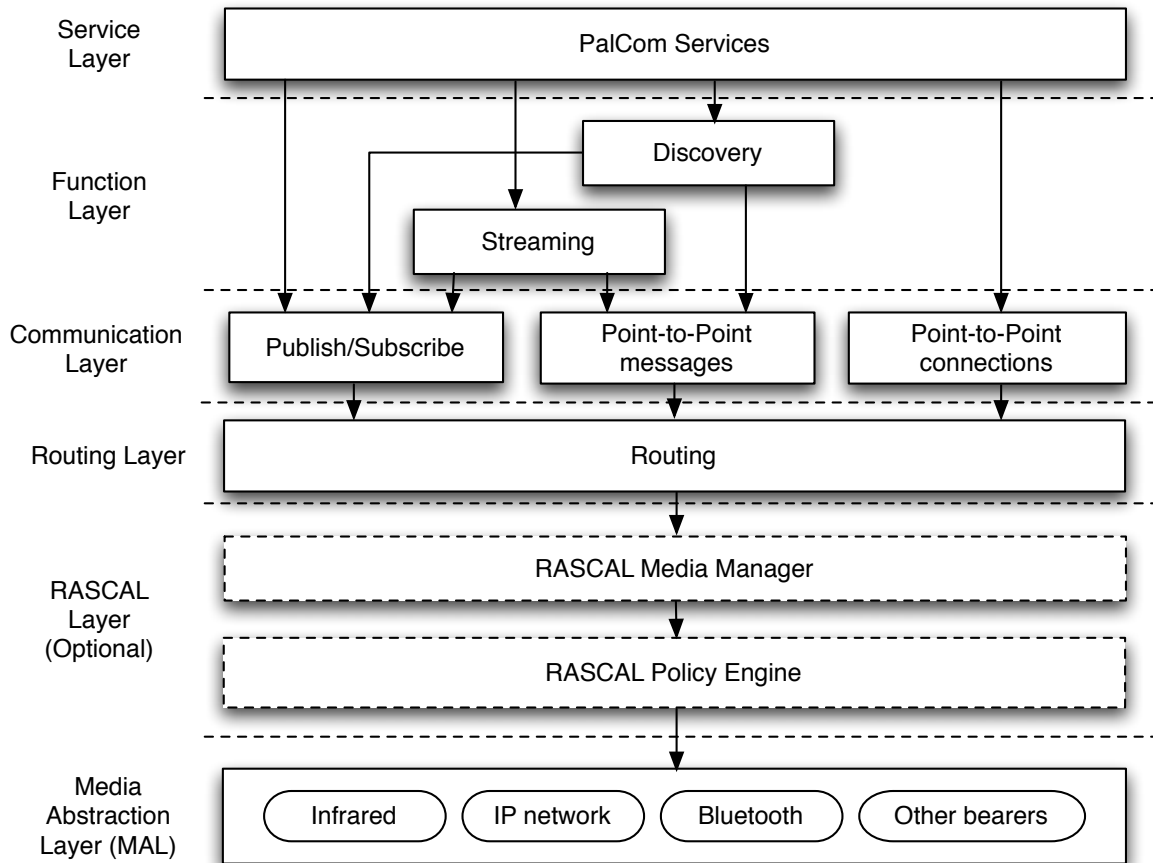 Service
Layer
PalCom Services
Function
Layer
Discovery
Streaming
Communication
Layer
Publish/Subscribe
Point-to-Point
messages
Point-to-Point
connections
Routing Layer
Routing
RASCAL
Layer
(Optional)
RASCAL Media Manager
RASCAL Policy Engine
Media
Abstraction
Layer (MAL)
Infrared
IP network
Bluetooth
Other bearers